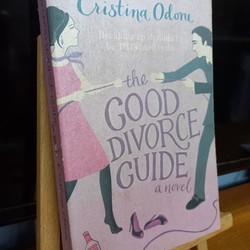 Cristina Odone
the
GOOD
DIVORCE
GUIDE
a novel